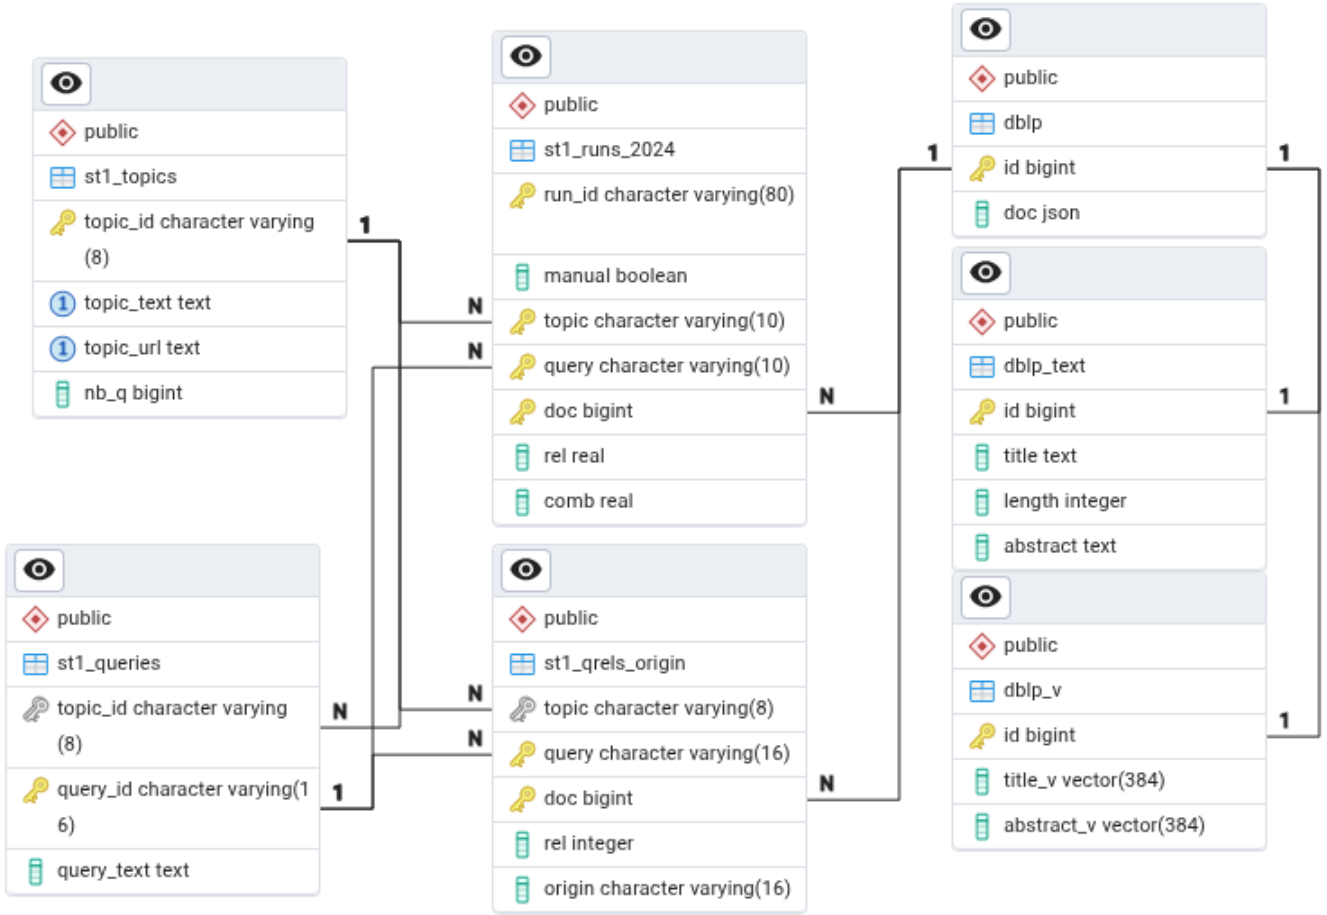 public
st1_topics
topic_id character varying
(8)
1 topic_text text
1 topic_url text
nb_q bigint
public
st1_queries
topic_id character varying
(8)
query_id character varying(1
6)
query_text text
1
N
1
public
st1_runs_2024
run_id character varying(80)
manual boolean
N
topic character varying(10)
N
query character varying(10)
doc bigint
N
rel real
comb real
public
st1_qrels_origin
N
topic character varying(8)
N
query character varying(16)
doc bigint
N
rel integer
origin character varying(16)
public
dblp
1
id bigint
1
doc json
public
dblp_text
id bigint
1
title text
length integer
abstract text
public
dblp_v
id bigint
1
title_v vector(384)
abstract_v vector(384)